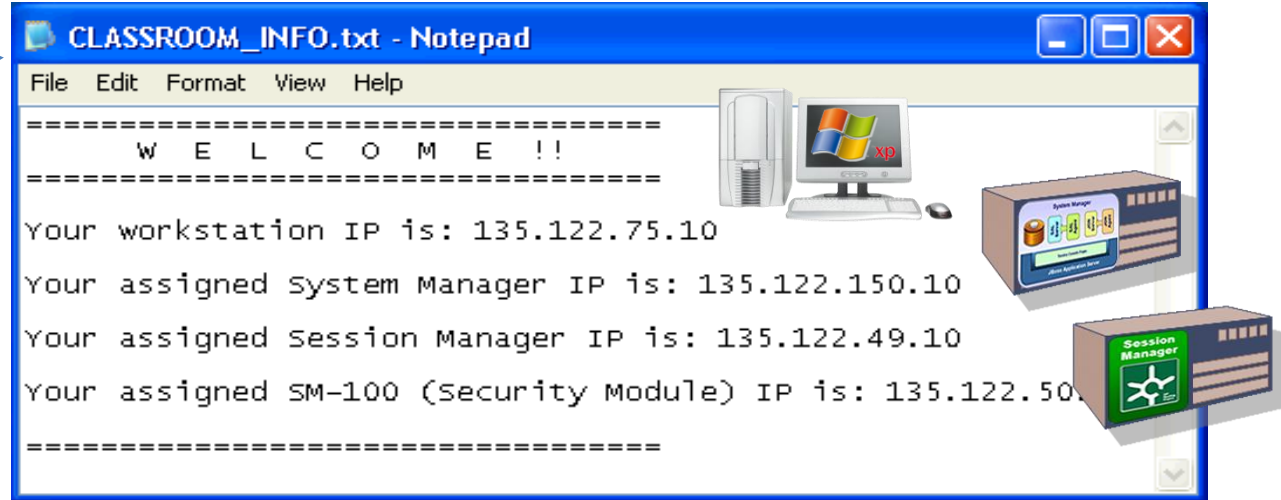 CLASSROOM_INFO.txt - Notepad
File Edit Format View Help
===================================
W E L C O M E !!
===================================
Your workstation IP is: 135.122.75.10
Your assigned System Manager IP is: 135.122.150.10
Your assigned Session Manager IP is: 135.122.49.10
Your assigned SM-100 (Security Module) IP is: 135.122.50.
===================================
xp
System Manager
Session
Manager